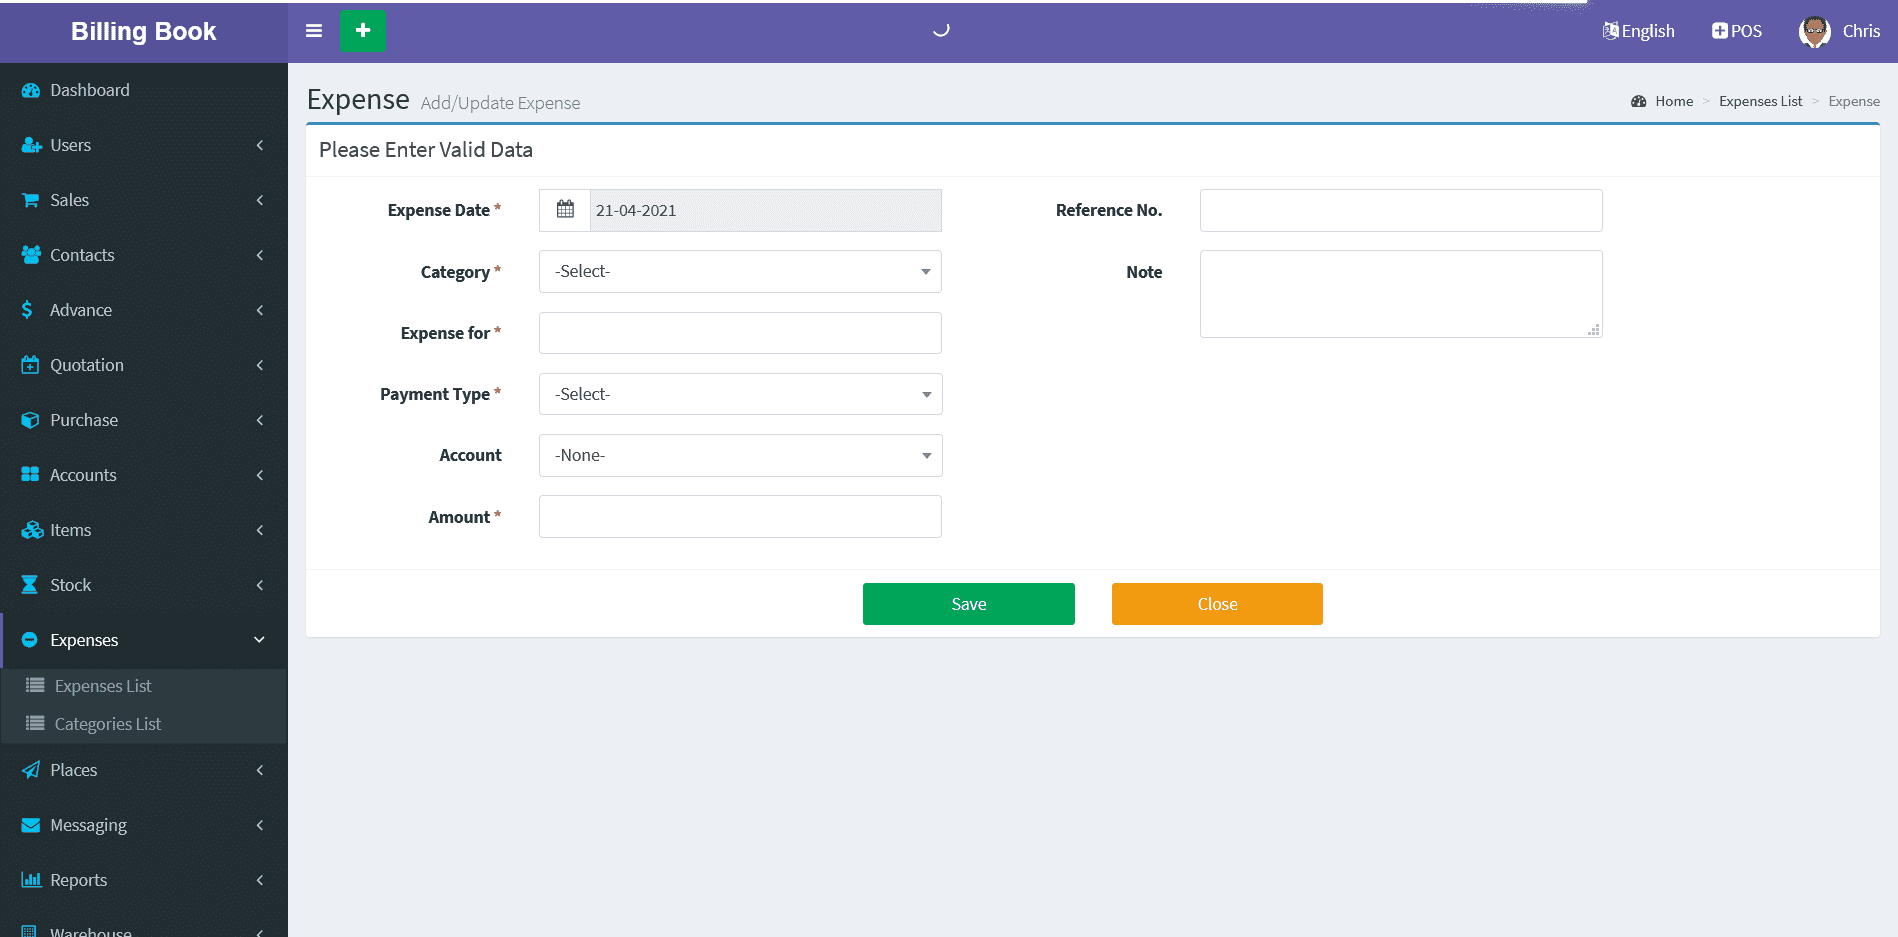 Billing Book
English
POS
Chris
Dashboard
Users
Sales
Contacts
Advance
Quotation
Purchase
Accounts
Items
Stock
Expenses
Expenses List
Categories List
Places
Messaging
Reports
Warehouse
Expense Add/Update Expense
Home > Expenses List > Expense
Please Enter Valid Data
Expense Date * 21-04-2021
Category * -Select-
Expense for *
Payment Type * -Select-
Account -None-
Amount *
Reference No.
Note
Save
Close